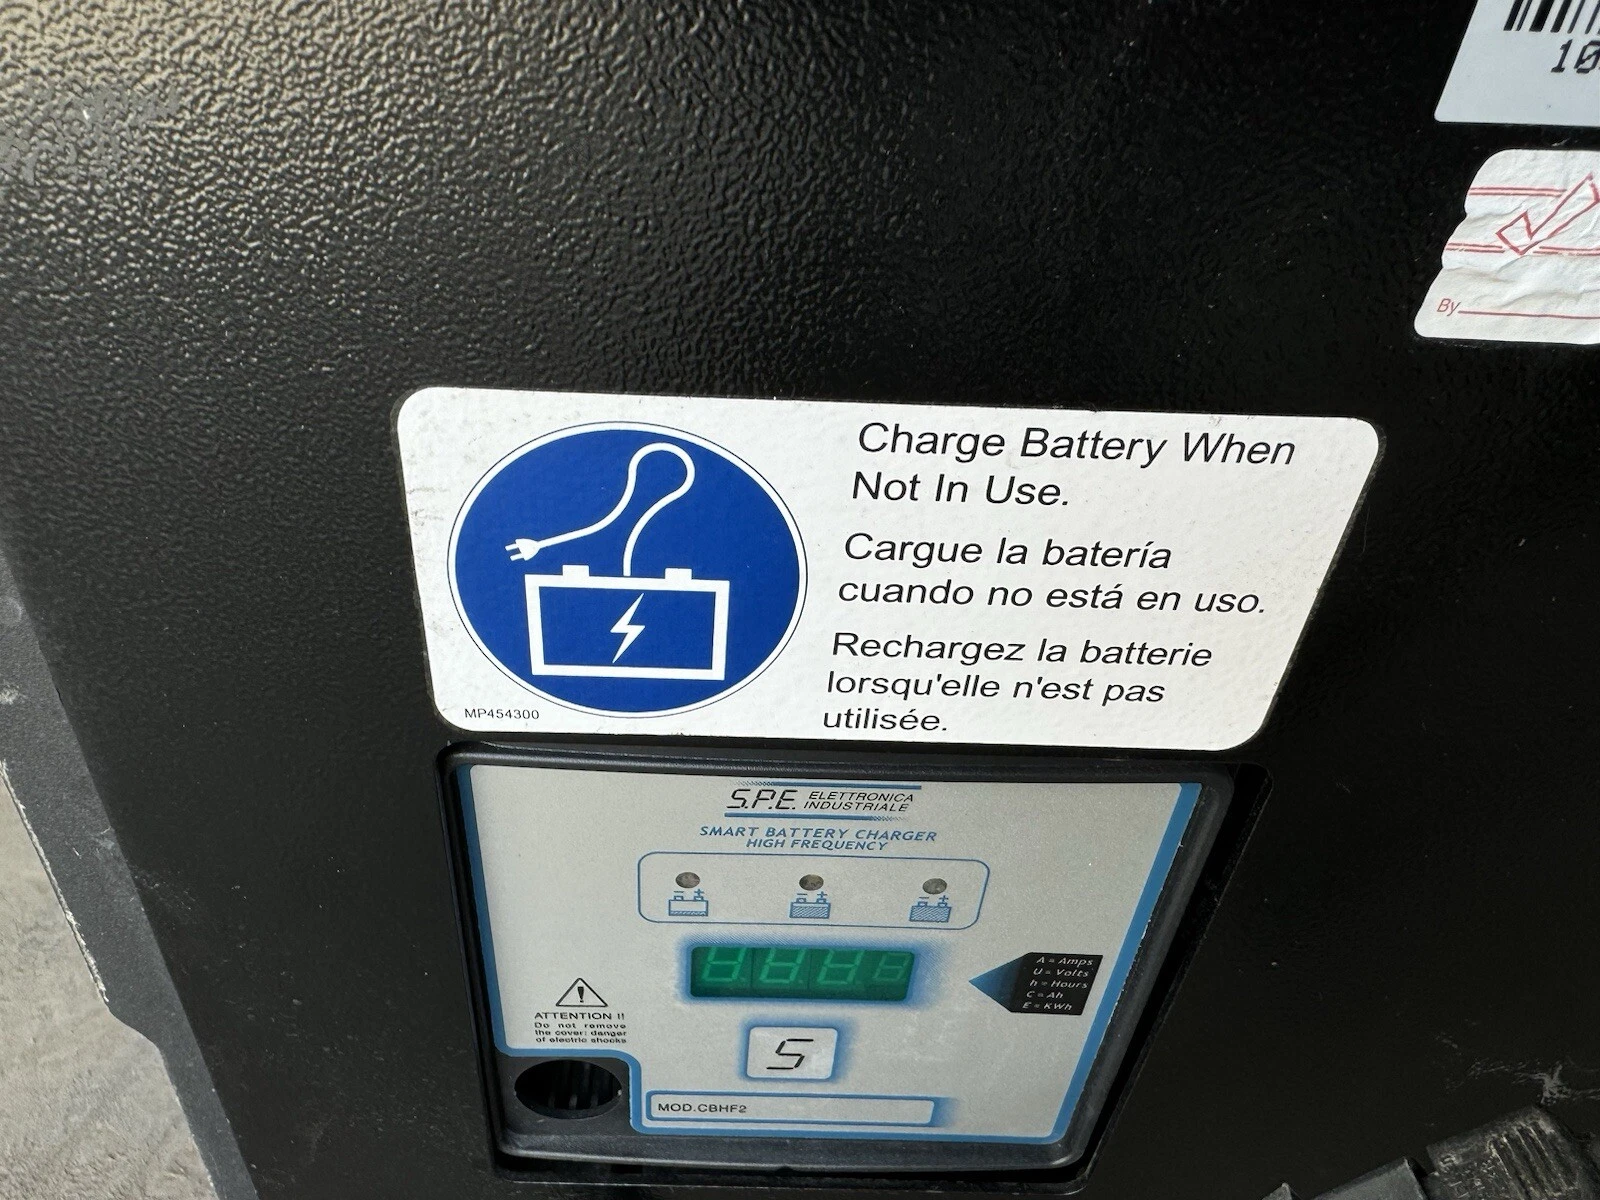 10
By
Charge Battery When
Not In Use.
Cargue la batería
cuando no está en uso.
Rechargez la batterie
lorsqu'elle n'est pas
utilisée.
MP454300
S.P.E. ELETTRONICA
INDUSTRIALE
SMART BATTERY CHARGER
HIGH FREQUENCY
A = Amps
U = Volts
h = Hours
C = Ah
E = KWh
ATTENTION !!
Do not remove
the cover: danger
of electric shocks
S
MOD.CBHF2